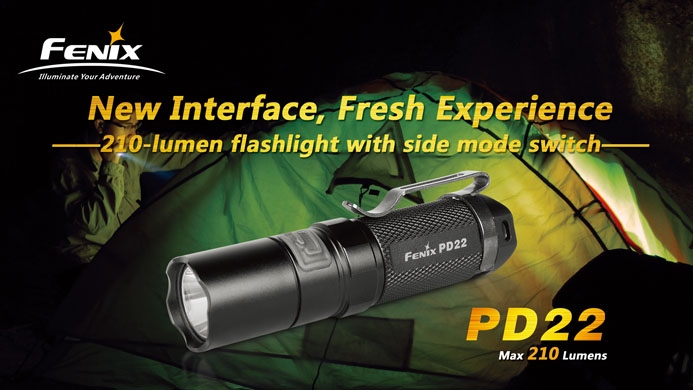 FENIX
Illuminate Your Adventure
New Interface, Fresh Experience
210-lumen flashlight with side mode switch
FENIX PD22
PD22
Max 210 Lumens